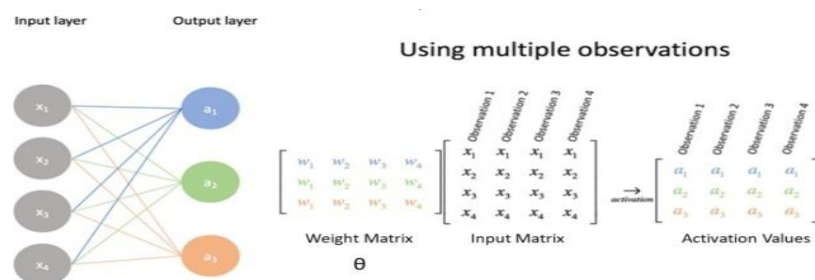 Input layer
Output layer
x₁
x₂
x₃
x₄
a₁
a₂
a₃
Using multiple observations
Observation 1 Observation 2 Observation 3 Observation 4
w₁ w₂ w₃ w₄
w₁ w₂ w₃ w₄
w₁ w₂ w₃ w₄
Weight Matrix
θ
x₁ x₁ x₁ x₁
x₂ x₂ x₂ x₂
x₃ x₃ x₃ x₃
x₄ x₄ x₄ x₄
Input Matrix
→
activation
Observation 1 Observation 2 Observation 3 Observation 4
a₁ a₁ a₁ a₁
a₂ a₂ a₂ a₂
a₃ a₃ a₃ a₃
Activation Values